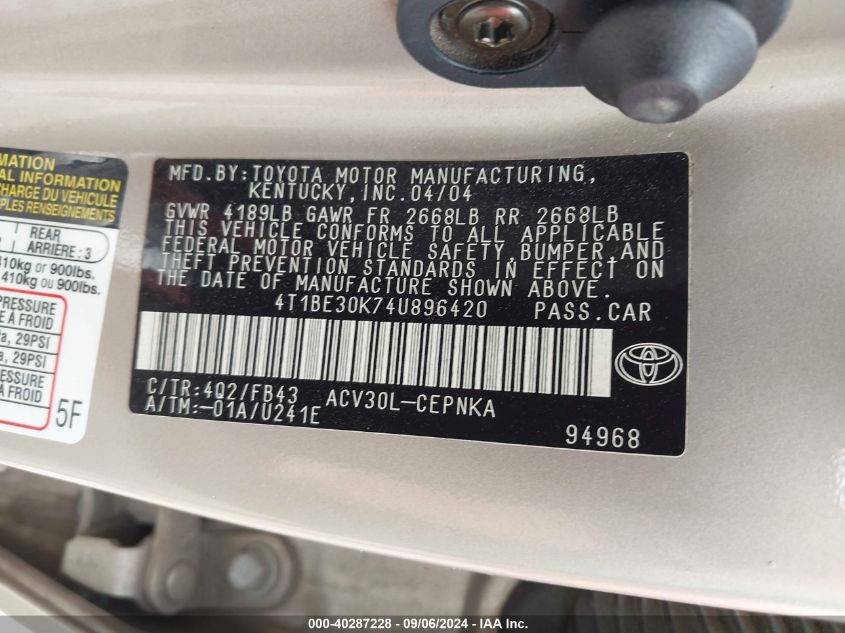 MATION
AL INFORMATION
CHARGE DU VÉHICULE
PLES RENSEIGNEMENTS
REAR
ARRIERE : 3
410kg or 900lbs.
410kg ou 900lbs.
PRESSURE
À FROID
29PSI
PRESSURE
À FROID
29PSI
5F
MFD.BY:TOYOTA MOTOR MANUFACTURING,
KENTUCKY,INC.04/04
GVWR 4189LB GAWR FR 2668LB RR 2668LB
THIS VEHICLE CONFORMS TO ALL APPLICABLE
FEDERAL MOTOR VEHICLE SAFETY,BUMPER,AND
THEFT PREVENTION STANDARDS IN EFFECT ON
THE DATE OF MANUFACTURE SHOWN ABOVE.
4T1BE30K74U896420 PASS.CAR
C/TR:4Q2/FB43 ACV30L-CEPNKA
A/TM:-01A/U241E
94968
000-40287228 - 09/06/2024 - IAA Inc.